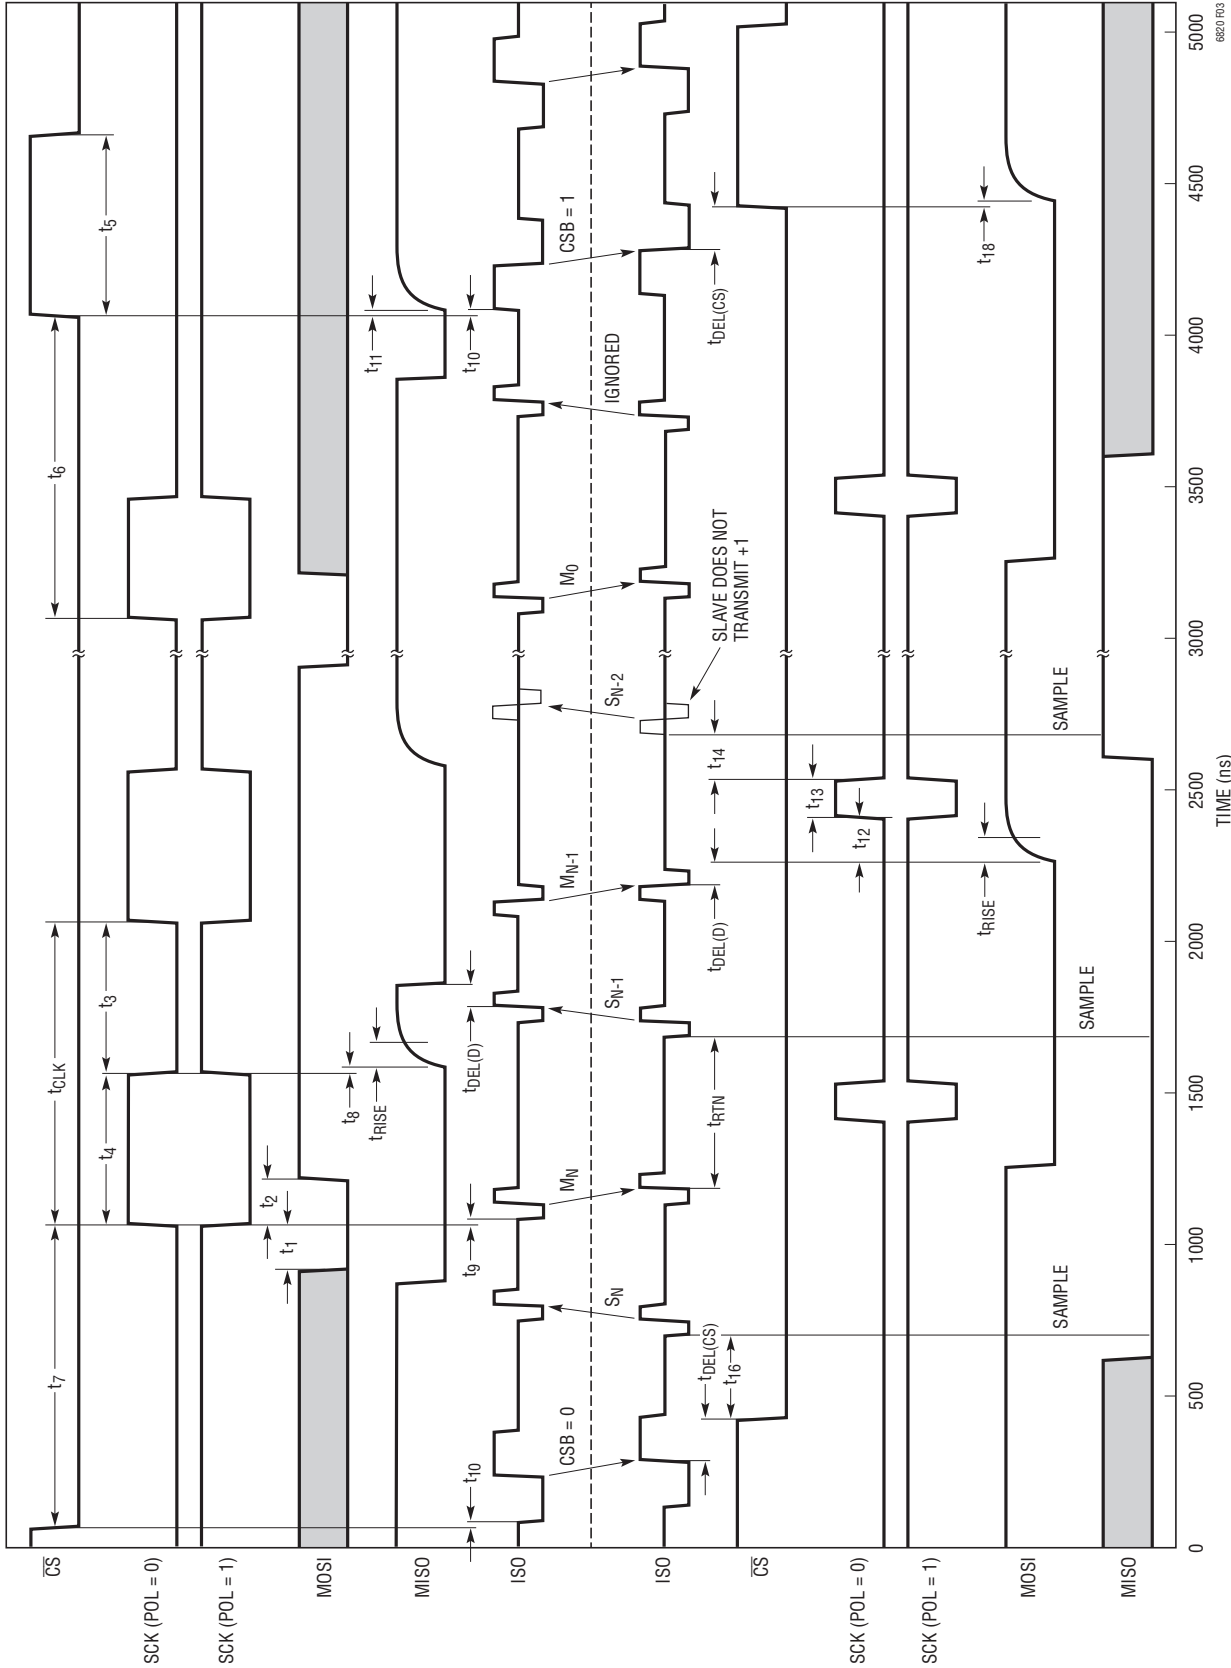 CS
SCK (POL = 0)
SCK (POL = 1)
MOSI
MISO
ISO
ISO
CS
SCK (POL = 0)
SCK (POL = 1)
MOSI
MISO
t7
tCLK
t6
t4
t3
t5
t1
t2
t8
tRISE
t11
t10
t9
tDEL(D)
t10
CSB = 0
SN
MN
SN-1
MN-1
SN-2
M0
IGNORED
CSB = 1
SLAVE DOES NOT
TRANSMIT +1
tDEL(CS)
t16
tRTN
tDEL(D)
t14
tDEL(CS)
t12
t13
tRISE
t18
SAMPLE
SAMPLE
SAMPLE
0
500
1000
1500
2000
2500
3000
3500
4000
4500
5000
TIME (ns)
6820 F03